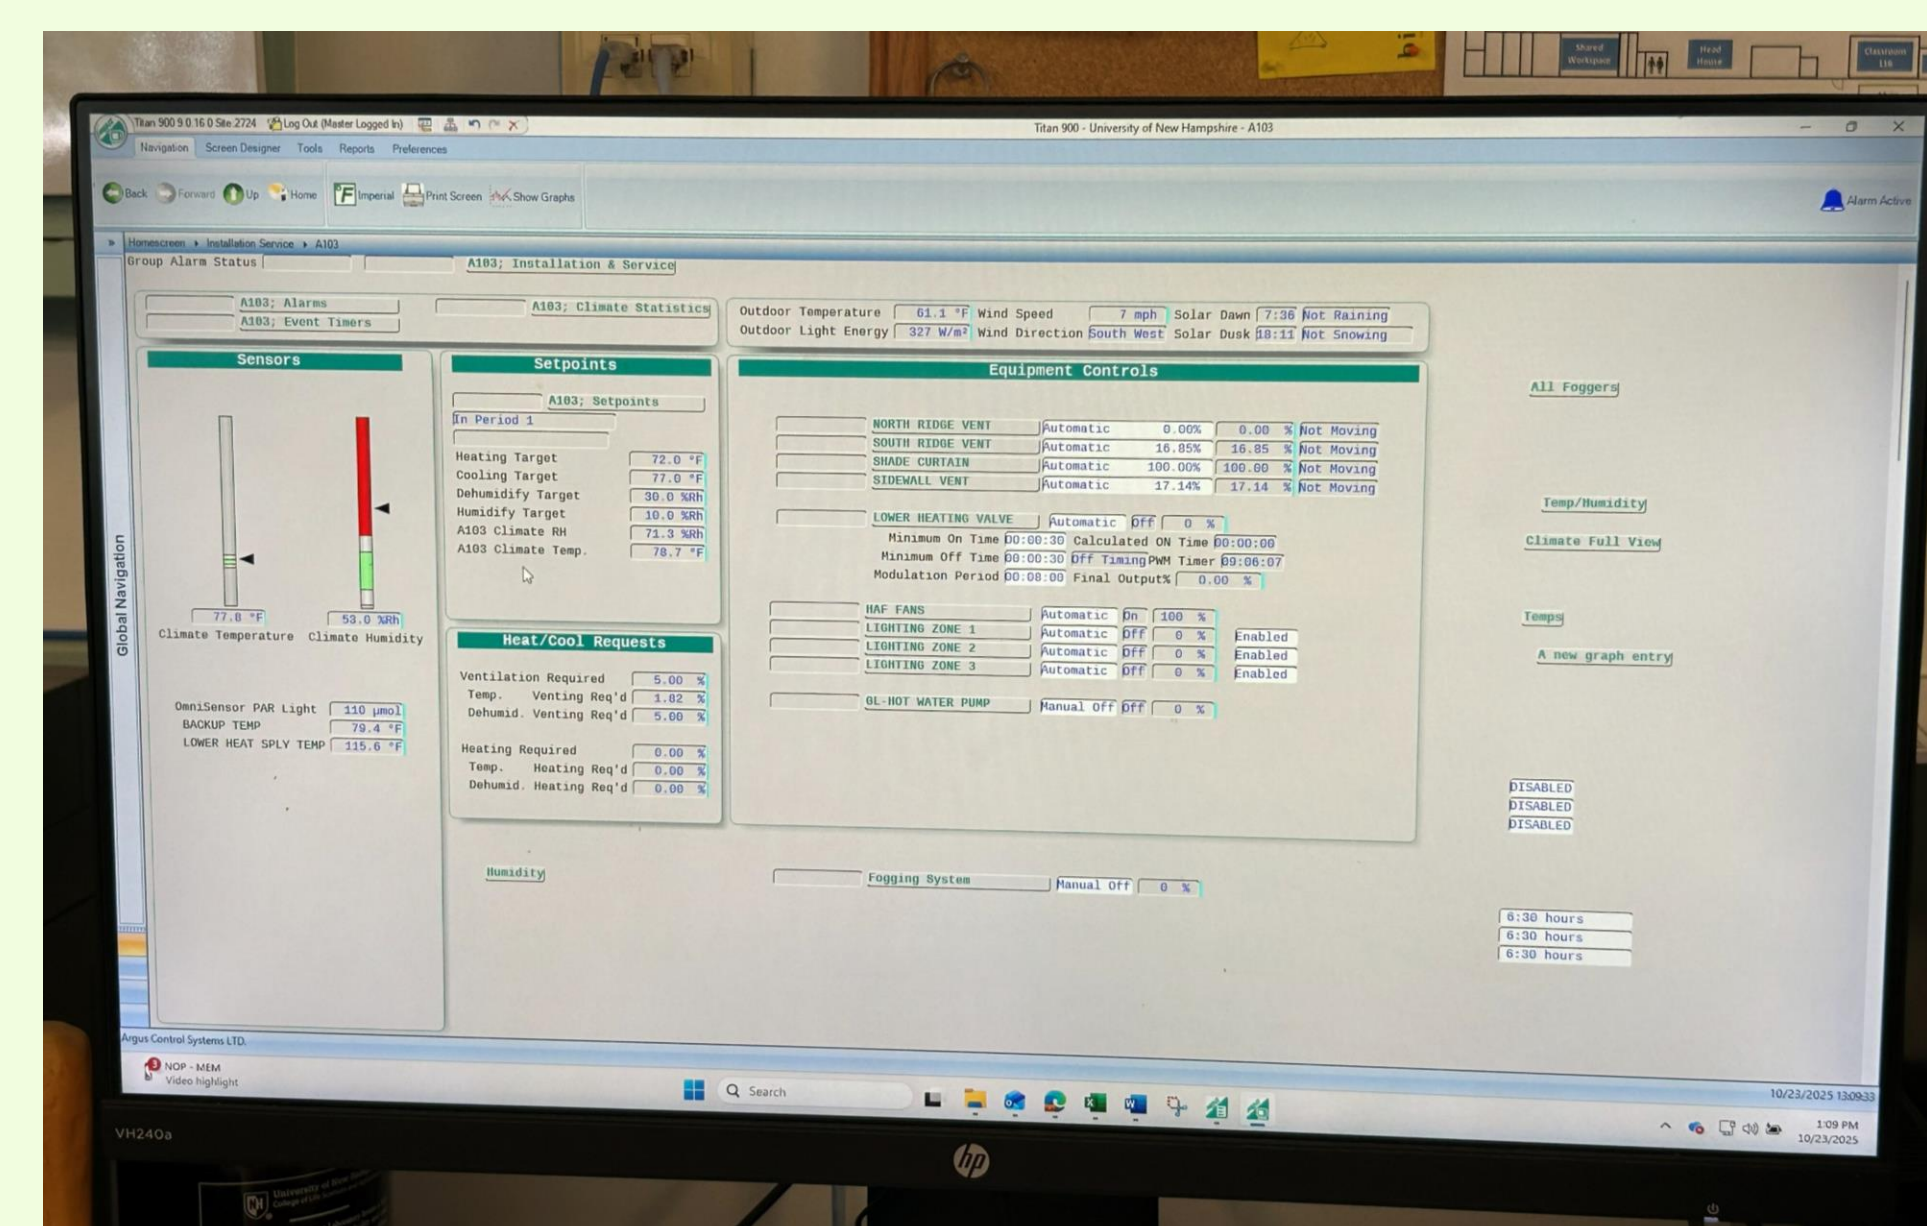 Shared
Workspace
Head
House
Classroom
Titan 900 9.0.16.0 Site:2724 Log Out (Master Logged In)
Titan 900 - University of New Hampshire - A103
Navigation Screen Designer Tools Reports Preferences
Back Forward Up Home °F Imperial Print Screen Show Graphs
Alarm Active
» Homescreen ▸ Installation Service ▸ A103
Group Alarm Status A103; Installation & Service
A103; Alarms
A103; Event Timers
A103; Climate Statistics
Outdoor Temperature 61.1 °F Wind Speed 7 mph Solar Dawn 7:36 Not Raining
Outdoor Light Energy 327 W/m² Wind Direction South West Solar Dusk 18:11 Not Snowing
Sensors
77.8 °F 53.0 %Rh
Climate Temperature Climate Humidity
OmniSensor PAR Light 110 µmol
BACKUP TEMP 79.4 °F
LOWER HEAT SPLY TEMP 115.6 °F
Setpoints
A103; Setpoints
In Period 1
Heating Target 72.0 °F
Cooling Target 77.0 °F
Dehumidify Target 30.0 %Rh
Humidify Target 10.0 %Rh
A103 Climate RH 71.3 %Rh
A103 Climate Temp. 78.7 °F
Heat/Cool Requests
Ventilation Required 5.00 %
Temp. Venting Req'd 1.82 %
Dehumid. Venting Req'd 5.00 %
Heating Required 0.00 %
Temp. Heating Req'd 0.00 %
Dehumid. Heating Req'd 0.00 %
Humidity
Equipment Controls
NORTH RIDGE VENT Automatic 0.00% 0.00 % Not Moving
SOUTH RIDGE VENT Automatic 16.85% 16.85 % Not Moving
SHADE CURTAIN Automatic 100.00% 100.00 % Not Moving
SIDEWALL VENT Automatic 17.14% 17.14 % Not Moving
LOWER HEATING VALVE Automatic Off 0 %
Minimum On Time 00:00:30 Calculated ON Time 00:00:00
Minimum Off Time 00:00:30 Off Timing PWM Timer 09:06:07
Modulation Period 00:08:00 Final Output% 0.00 %
HAF FANS Automatic On 100 %
LIGHTING ZONE 1 Automatic Off 0 % Enabled
LIGHTING ZONE 2 Automatic Off 0 % Enabled
LIGHTING ZONE 3 Automatic Off 0 % Enabled
GL-HOT WATER PUMP Manual Off Off 0 %
Fogging System Manual Off 0 %
All Foggers
Temp/Humidity
Climate Full View
Temps
A new graph entry
DISABLED
DISABLED
DISABLED
6:30 hours
6:30 hours
6:30 hours
Global Navigation
Argus Control Systems LTD.
10/23/2025 13:09:33
3
NOP - MEM
Video highlight
Search
1:09 PM
10/23/2025
VH240a
hp
NH
University of New